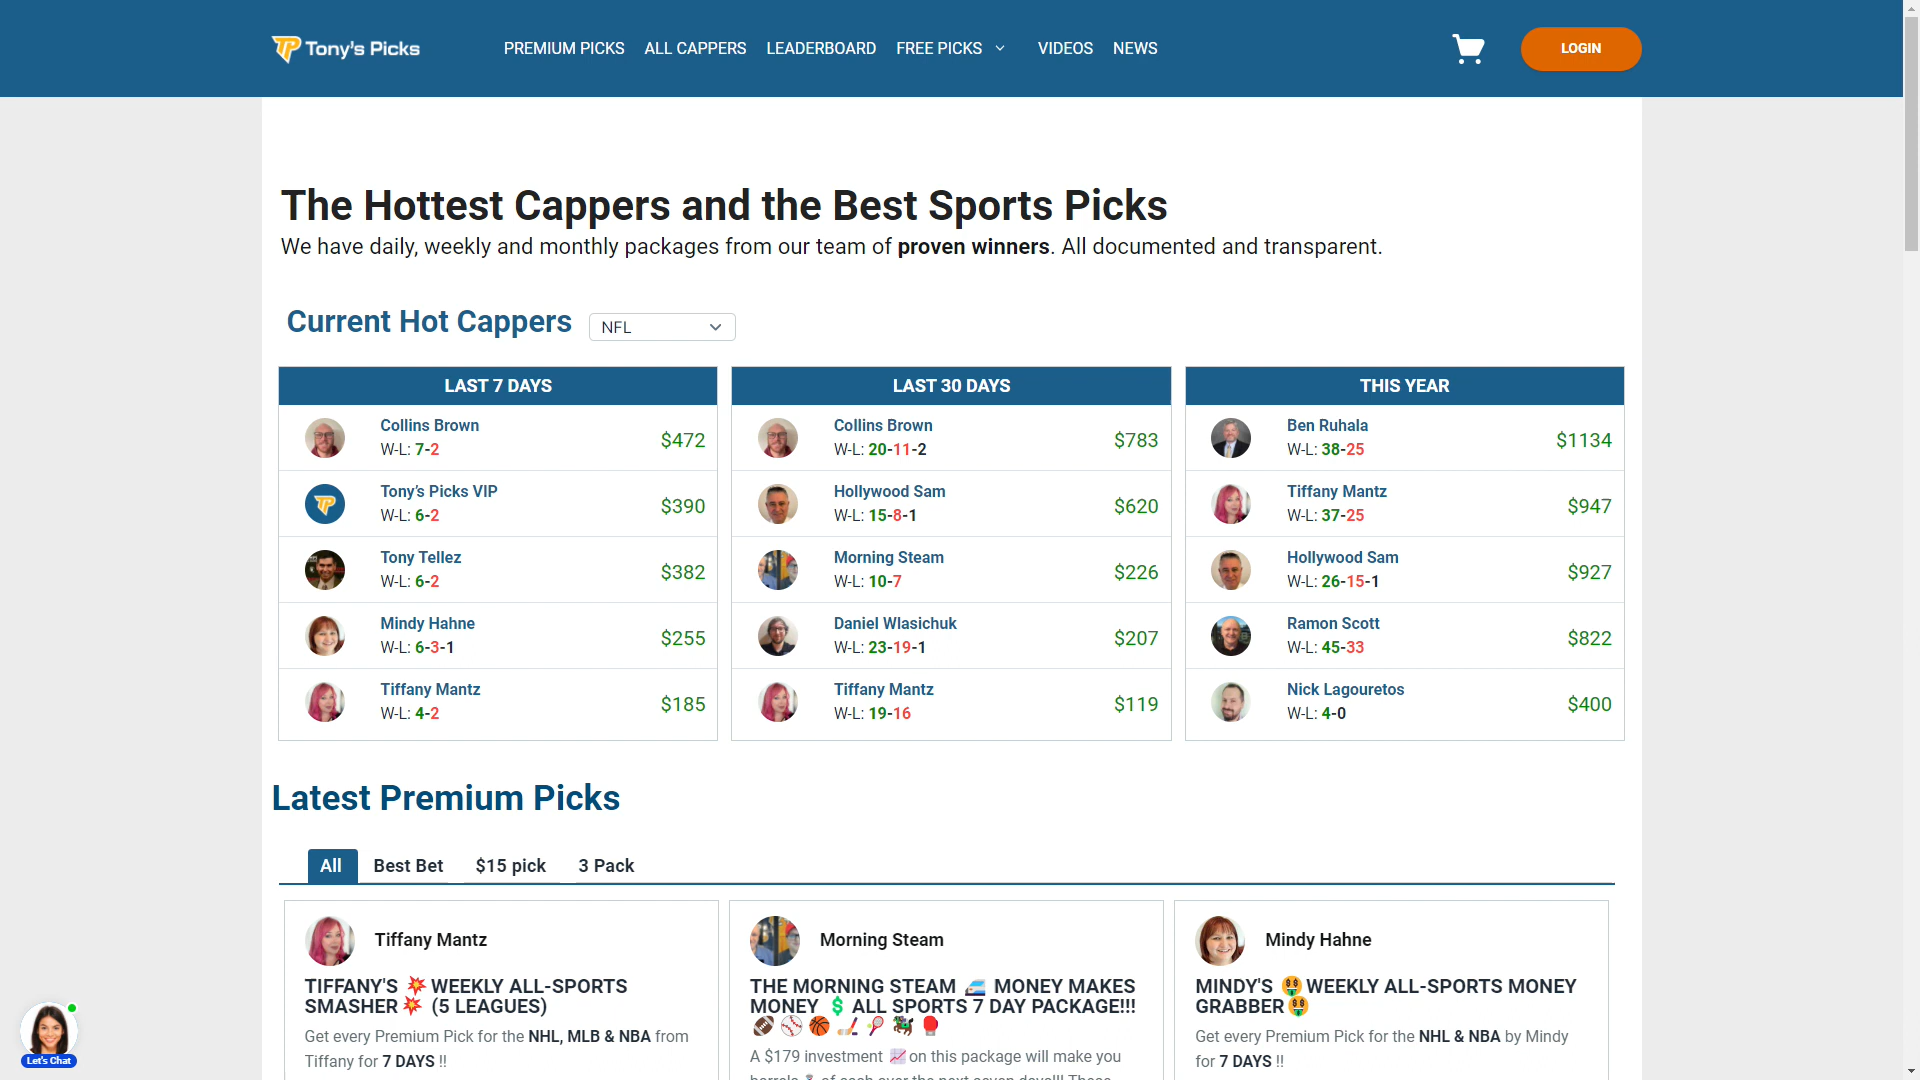 Tony's Picks
PREMIUM PICKS ALL CAPPERS LEADERBOARD FREE PICKS VIDEOS NEWS
LOGIN
The Hottest Cappers and the Best Sports Picks
We have daily, weekly and monthly packages from our team of proven winners. All documented and transparent.
Current Hot Cappers
NFL
LAST 7 DAYS
Collins Brown
W-L: 7-2
$472
Tony's Picks VIP
W-L: 6-2
$390
Tony Tellez
W-L: 6-2
$382
Mindy Hahne
W-L: 6-3-1
$255
Tiffany Mantz
W-L: 4-2
$185
LAST 30 DAYS
Collins Brown
W-L: 20-11-2
$783
Hollywood Sam
W-L: 15-8-1
$620
Morning Steam
W-L: 10-7
$226
Daniel Wlasichuk
W-L: 23-19-1
$207
Tiffany Mantz
W-L: 19-16
$119
THIS YEAR
Ben Ruhala
W-L: 38-25
$1134
Tiffany Mantz
W-L: 37-25
$947
Hollywood Sam
W-L: 26-15-1
$927
Ramon Scott
W-L: 45-33
$822
Nick Lagouretos
W-L: 4-0
$400
Latest Premium Picks
All Best Bet $15 pick 3 Pack
Tiffany Mantz
TIFFANY'S 💥 WEEKLY ALL-SPORTS
SMASHER 💥 (5 LEAGUES)
Get every Premium Pick for the NHL, MLB & NBA from
Tiffany for 7 DAYS !!
Morning Steam
THE MORNING STEAM 🚄 MONEY MAKES
MONEY 💲 ALL SPORTS 7 DAY PACKAGE!!!
🏈 ⚾ 🏀 🏒 🎾 🏇 🥊
A $179 investment 📈 on this package will make you
Mindy Hahne
MINDY'S 🤑 WEEKLY ALL-SPORTS MONEY
GRABBER 🤑
Get every Premium Pick for the NHL & NBA by Mindy
for 7 DAYS !!
Let's Chat